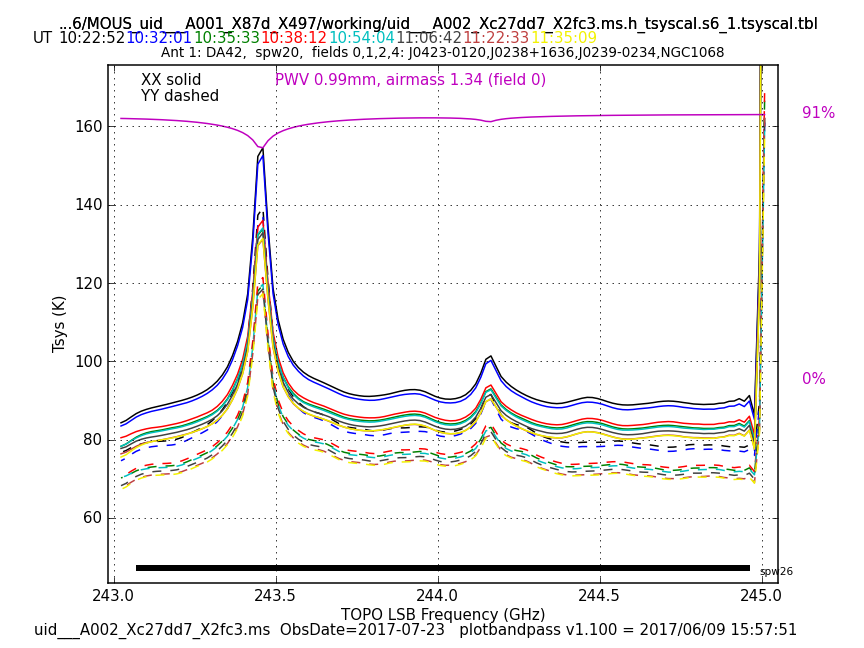 ...6/MOUS_uid___A001_X87d_X497/working/uid___A002_Xc27dd7_X2fc3.ms.h_tsyscal.s6_1.tsyscal.tbl
UT 10:22:52 10:32:01 10:35:33 10:38:12 10:54:04 11:06:42 11:22:33 11:35:09
Ant 1: DA42, spw20, fields 0,1,2,4: J0423-0120,J0238+1636,J0239-0234,NGC1068
XX solid
YY dashed
PWV 0.99mm, airmass 1.34 (field 0)
91%
0%
160
140
120
100
80
60
Tsys (K)
spw26
243.0
243.5
244.0
244.5
245.0
TOPO LSB Frequency (GHz)
uid___A002_Xc27dd7_X2fc3.ms ObsDate=2017-07-23 plotbandpass v1.100 = 2017/06/09 15:57:51